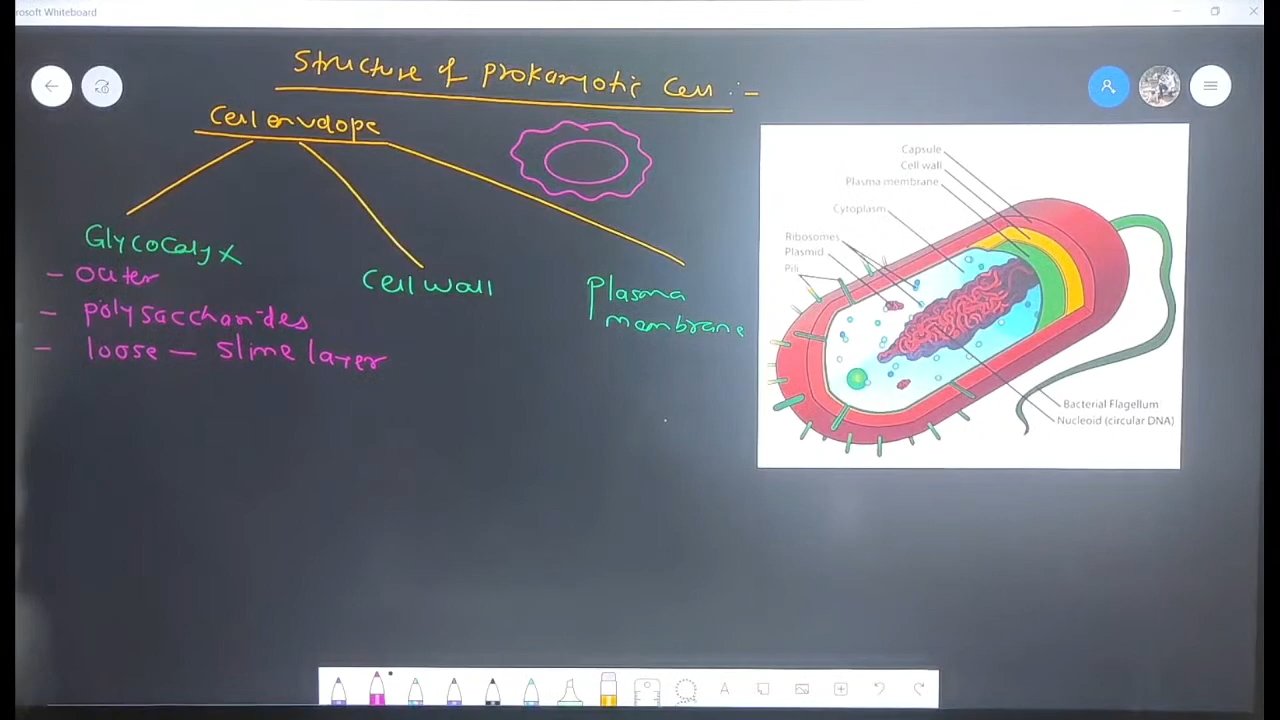 rosoft Whiteboard
Structure of prokaryotic Cell :-
Cell envelope
Glycocalyx
- outer
- polysaccharides
- loose - slime layer
Cell wall
Plasma
membrane
Capsule
Cell wall
Plasma membrane
Cytoplasm
Ribosomes
Plasmid
Pili
Bacterial Flagellum
Nucleoid (circular DNA)
A